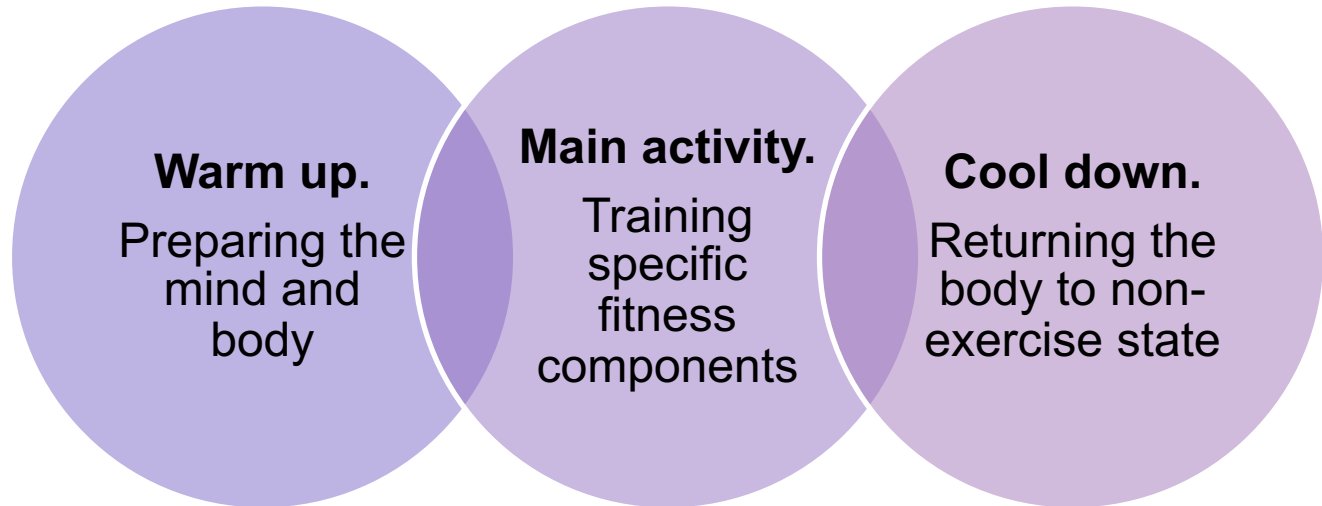 Warm up.
Preparing the
mind and
body
Main activity.
Training
specific
fitness
components
Cool down.
Returning the
body to non-
exercise state